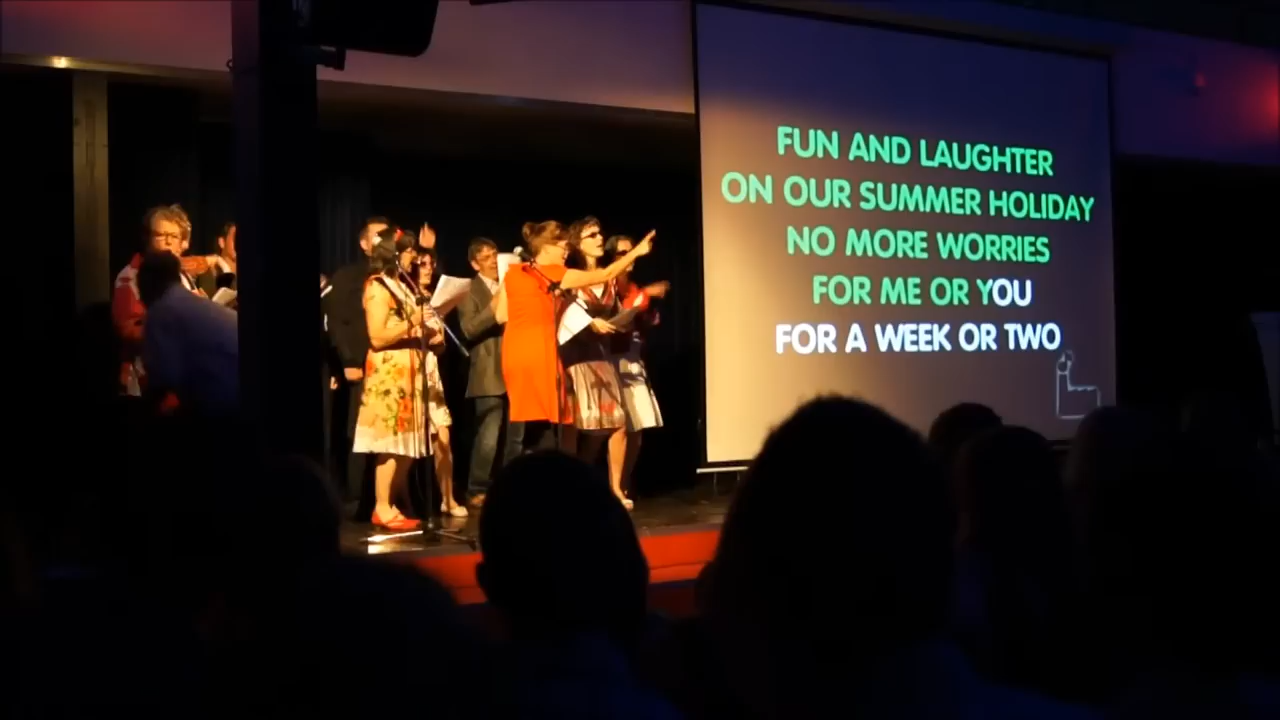 FUN AND LAUGHTER
ON OUR SUMMER HOLIDAY
NO MORE WORRIES
FOR ME OR YOU
FOR A WEEK OR TWO